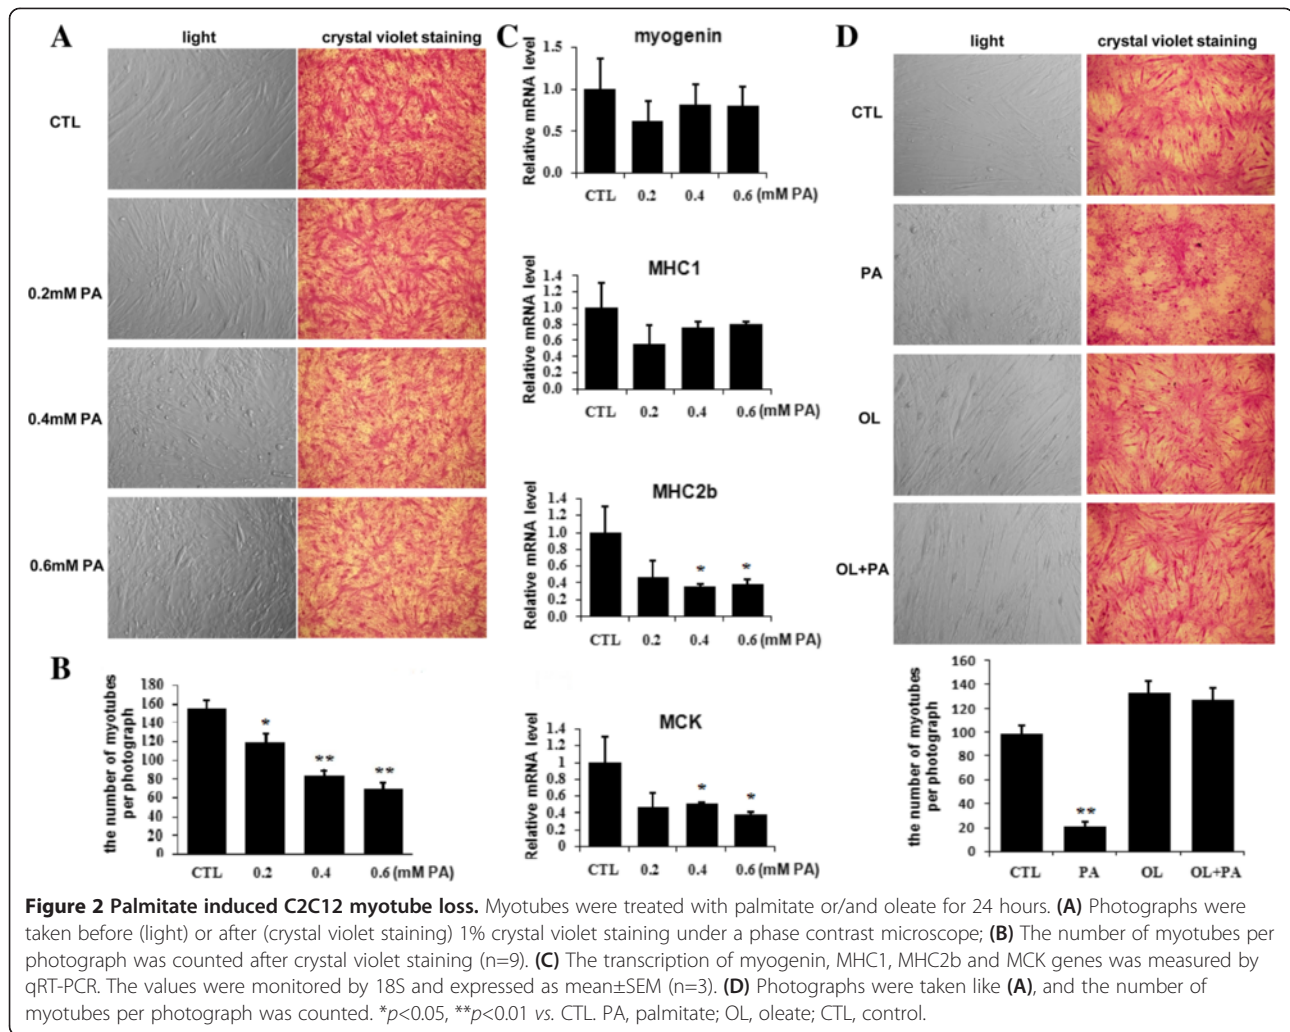 A
light
crystal violet staining
CTL
0.2mM PA
0.4mM PA
0.6mM PA
B
the number of myotubes
per photograph
180
160
140
120
100
80
60
40
20
0
*
**
**
CTL
0.2
0.4
0.6 (mM PA)
C
myogenin
Relative mRNA level
1.5
1.0
0.5
0.0
CTL
0.2
0.4
0.6 (mM PA)
MHC1
Relative mRNA level
1.4
1.2
1.0
0.8
0.6
0.4
0.2
0.0
CTL
0.2
0.4
0.6 (mM PA)
MHC2b
Relative mRNA level
1.4
1.2
1.0
0.8
0.6
0.4
0.2
0.0
*
*
CTL
0.2
0.4
0.6 (mM PA)
MCK
Relative mRNA level
1.4
1.2
1
0.8
0.6
0.4
0.2
0
*
*
CTL
0.2
0.4
0.6 (mM PA)
D
light
crystal violet staining
CTL
PA
OL
OL+PA
the number of myotubes
per photograph
160
140
120
100
80
60
40
20
0
**
CTL
PA
OL
OL+PA
Figure 2 Palmitate induced C2C12 myotube loss. Myotubes were treated with palmitate or/and oleate for 24 hours. (A) Photographs were
taken before (light) or after (crystal violet staining) 1% crystal violet staining under a phase contrast microscope; (B) The number of myotubes per
photograph was counted after crystal violet staining (n=9). (C) The transcription of myogenin, MHC1, MHC2b and MCK genes was measured by
qRT-PCR. The values were monitored by 18S and expressed as mean±SEM (n=3). (D) Photographs were taken like (A), and the number of
myotubes per photograph was counted. *p<0.05, **p<0.01 vs. CTL. PA, palmitate; OL, oleate; CTL, control.